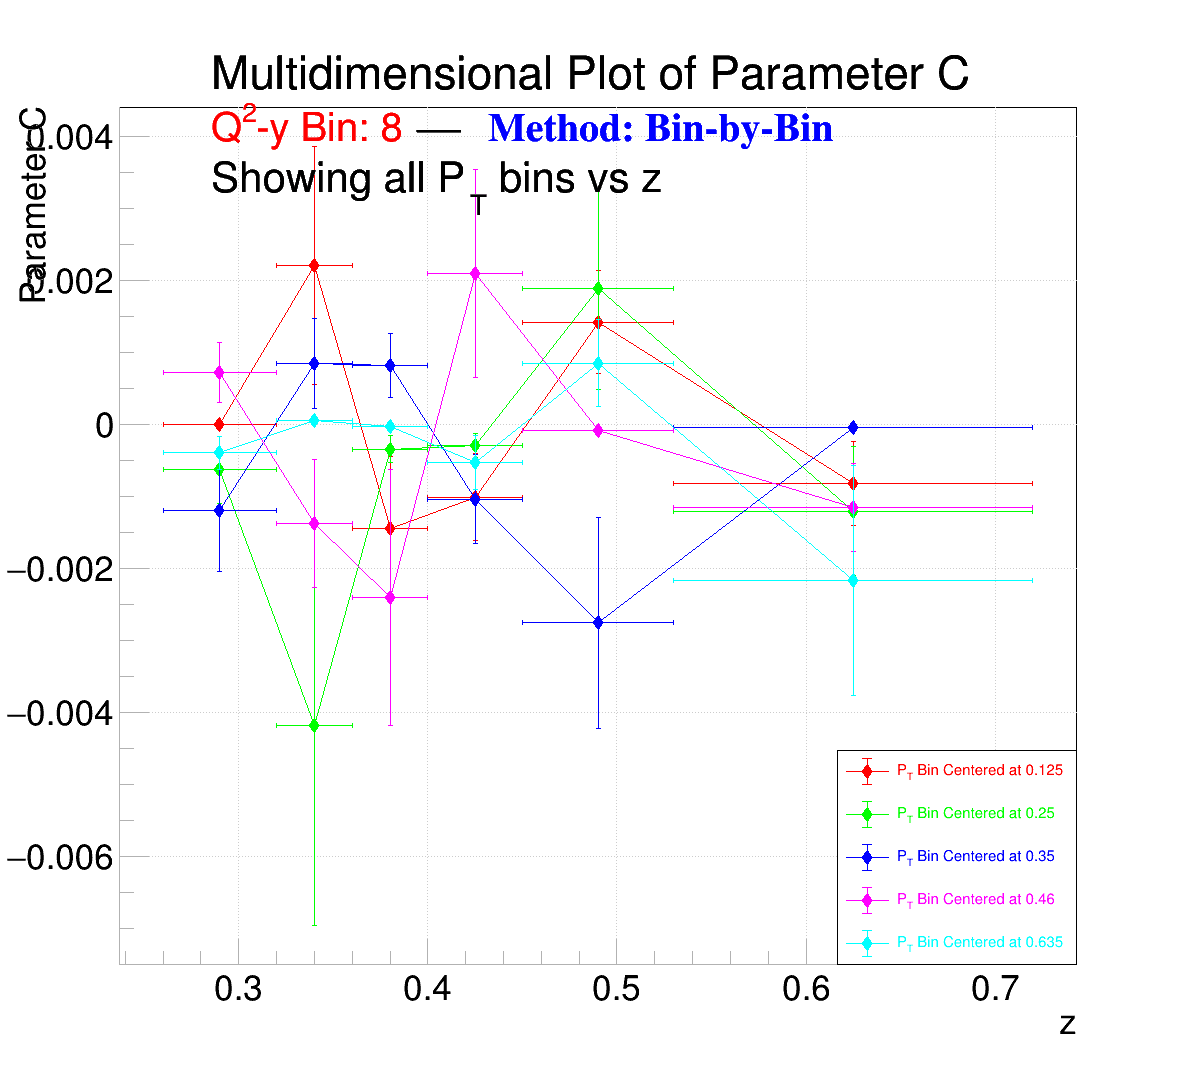 Multidimensional Plot of Parameter C
Q2-y Bin: 8 — Method: Bin-by-Bin
Showing all PT bins vs z
Parameter C
0.004
0.002
0
−0.002
−0.004
−0.006
PT Bin Centered at 0.125
PT Bin Centered at 0.25
PT Bin Centered at 0.35
PT Bin Centered at 0.46
PT Bin Centered at 0.635
0.3 0.4 0.5 0.6 0.7
z